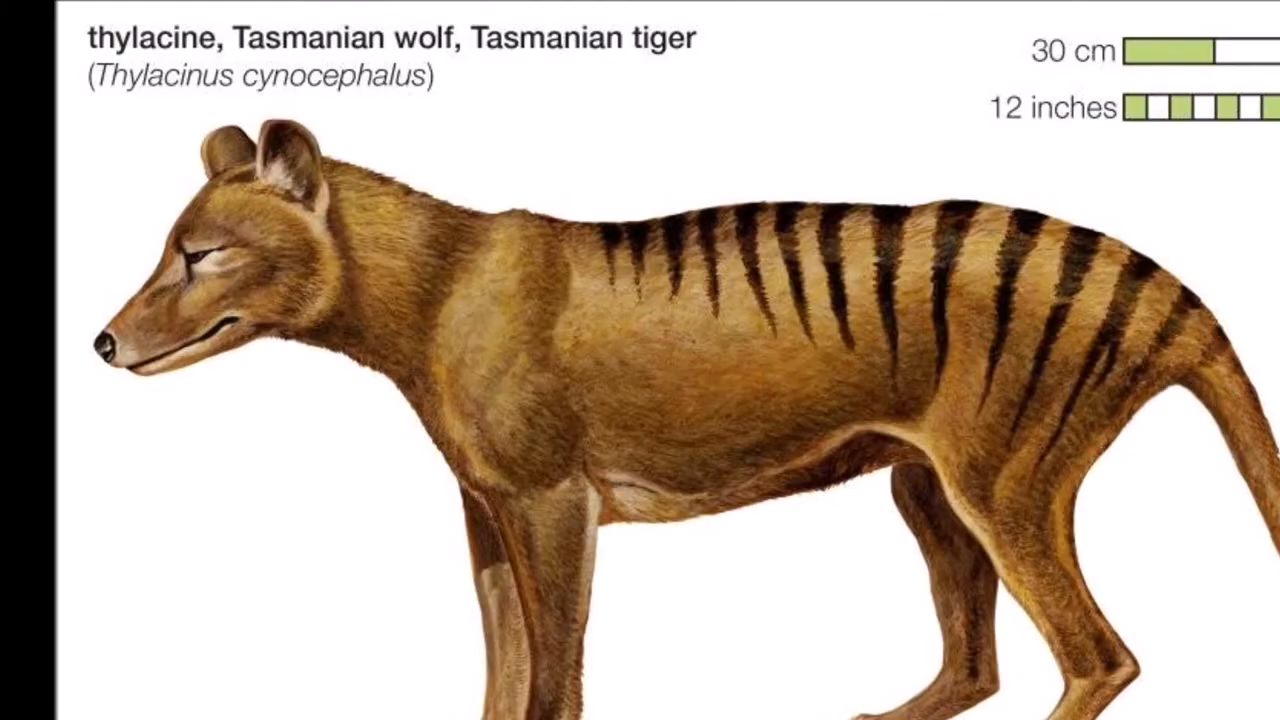 thylacine, Tasmanian wolf, Tasmanian tiger
(Thylacinus cynocephalus)
30 cm
12 inches